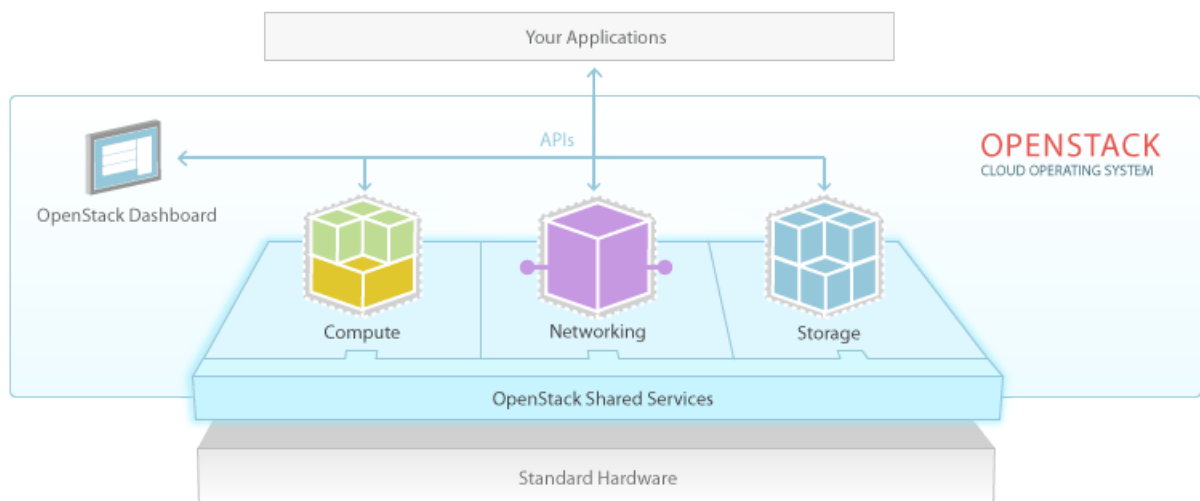 Your Applications
APIs
OPENSTACK
CLOUD OPERATING SYSTEM
OpenStack Dashboard
Compute
Networking
Storage
OpenStack Shared Services
Standard Hardware